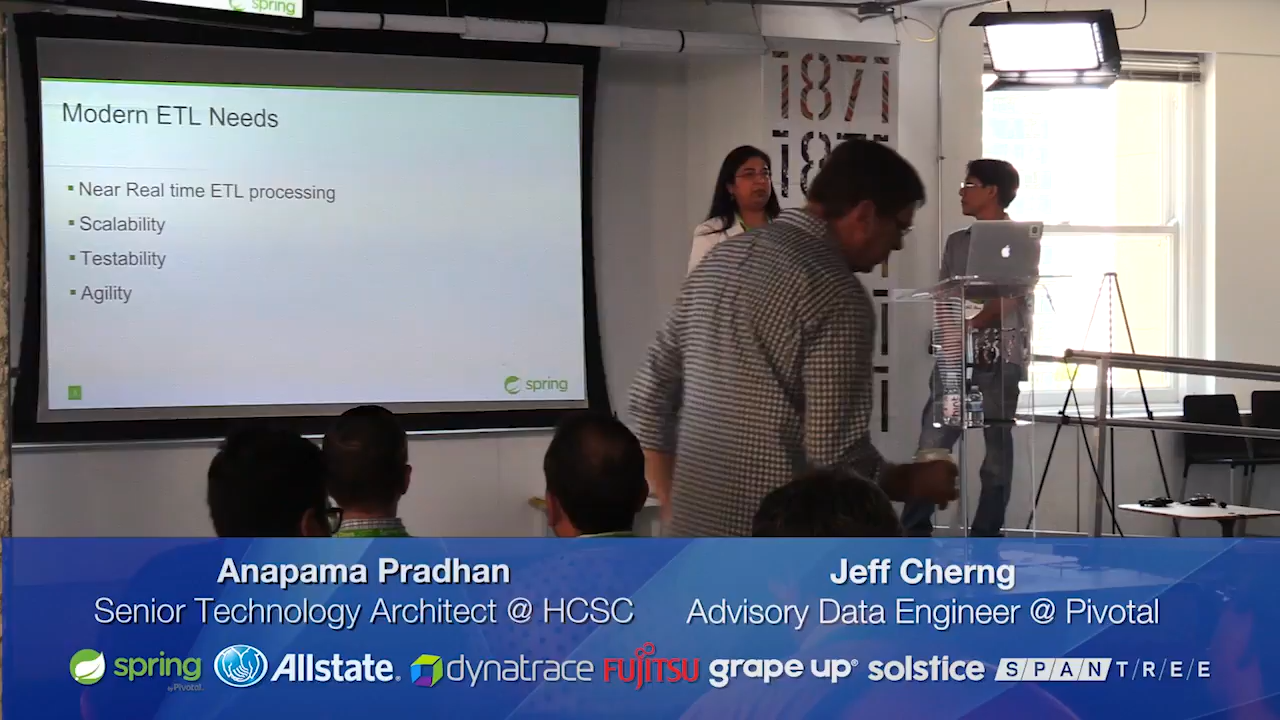 spring
1871
1871
Modern ETL Needs
Near Real time ETL processing
Scalability
Testability
Agility
spring
Anapama Pradhan
Senior Technology Architect @ HCSC
Jeff Cherng
Advisory Data Engineer @ Pivotal
spring
by Pivotal.
Allstate.
dynatrace
FUJITSU
grape up®
solstice
SPANTREE